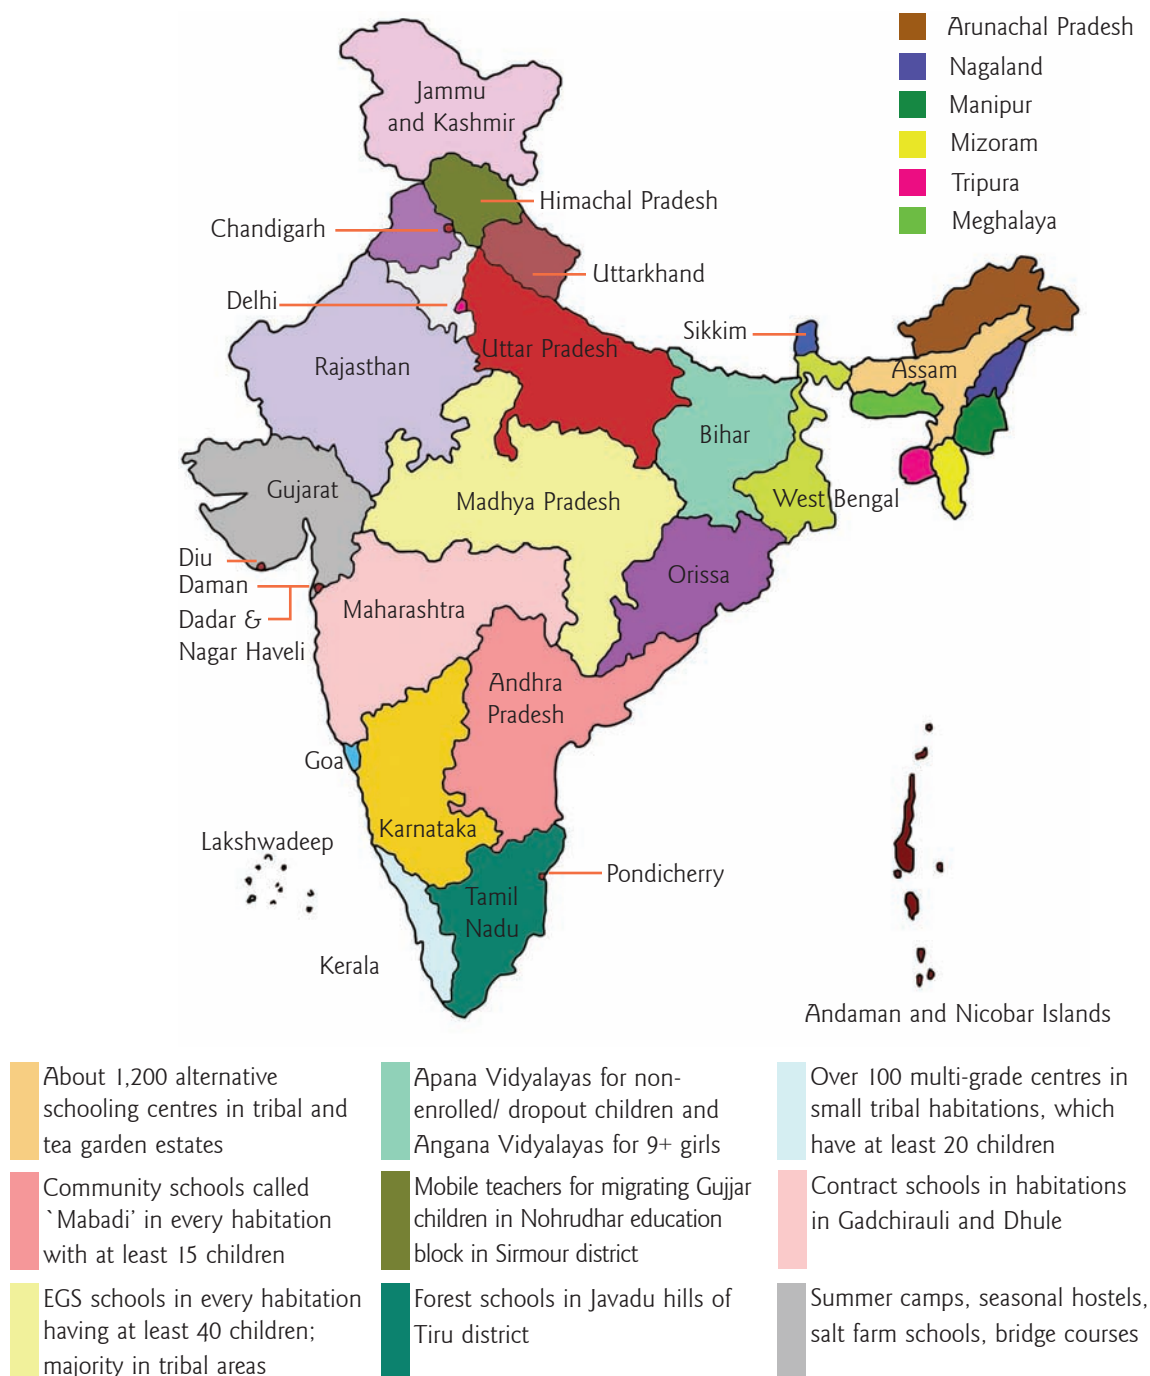 Arunachal Pradesh
Nagaland
Manipur
Mizoram
Tripura
Meghalaya
Jammu
and Kashmir
Himachal Pradesh
Chandigarh
Uttarkhand
Delhi
Sikkim
Uttar Pradesh
Rajasthan
Assam
Bihar
Gujarat
Madhya Pradesh
West Bengal
Diu
Daman
Dadar &
Nagar Haveli
Orissa
Maharashtra
Andhra
Pradesh
Goa
Karnataka
Lakshwadeep
Pondicherry
Tamil
Nadu
Kerala
Andaman and Nicobar Islands
About 1,200 alternative
schooling centres in tribal and
tea garden estates
Apana Vidyalayas for non-
enrolled/ dropout children and
Angana Vidyalayas for 9+ girls
Over 100 multi-grade centres in
small tribal habitations, which
have at least 20 children
Community schools called
`Mabadi' in every habitation
with at least 15 children
Mobile teachers for migrating Gujjar
children in Nohrudhar education
block in Sirmour district
Contract schools in habitations
in Gadchirauli and Dhule
EGS schools in every habitation
having at least 40 children;
majority in tribal areas
Forest schools in Javadu hills of
Tiru district
Summer camps, seasonal hostels,
salt farm schools, bridge courses